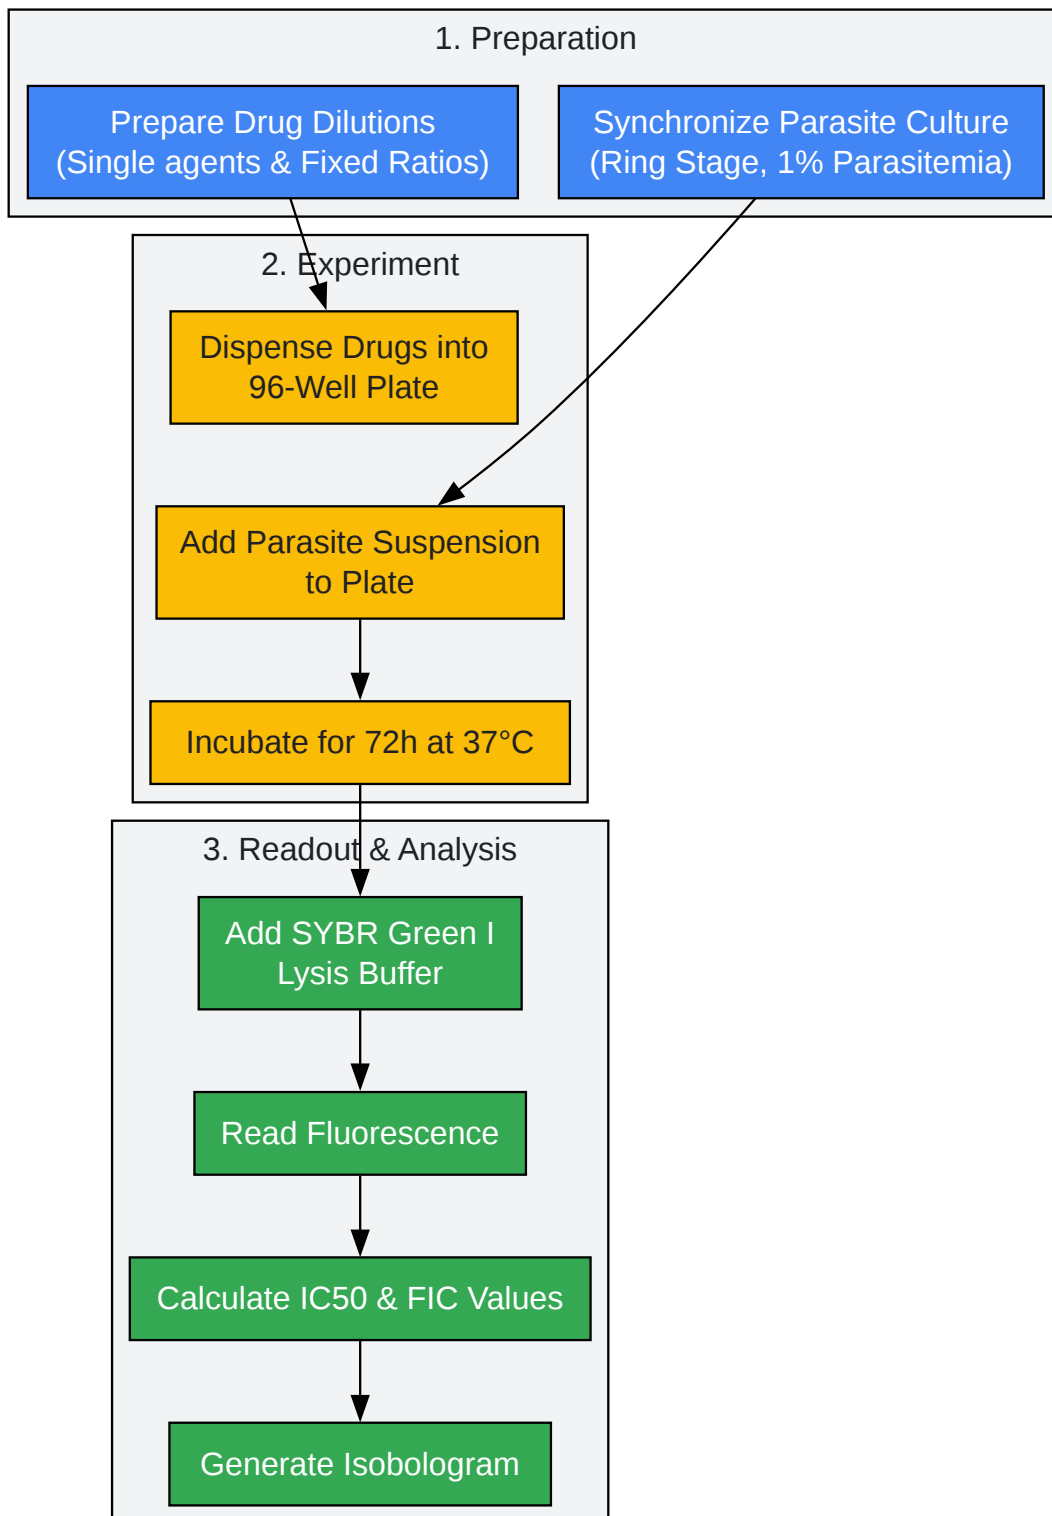 1. Preparation
Prepare Drug Dilutions
(Single agents & Fixed Ratios)
Synchronize Parasite Culture
(Ring Stage, 1% Parasitemia)
2. Experiment
Dispense Drugs into
96-Well Plate
Add Parasite Suspension
to Plate
Incubate for 72h at 37°C
3. Readout & Analysis
Add SYBR Green I
Lysis Buffer
Read Fluorescence
Calculate IC50 & FIC Values
Generate Isobologram